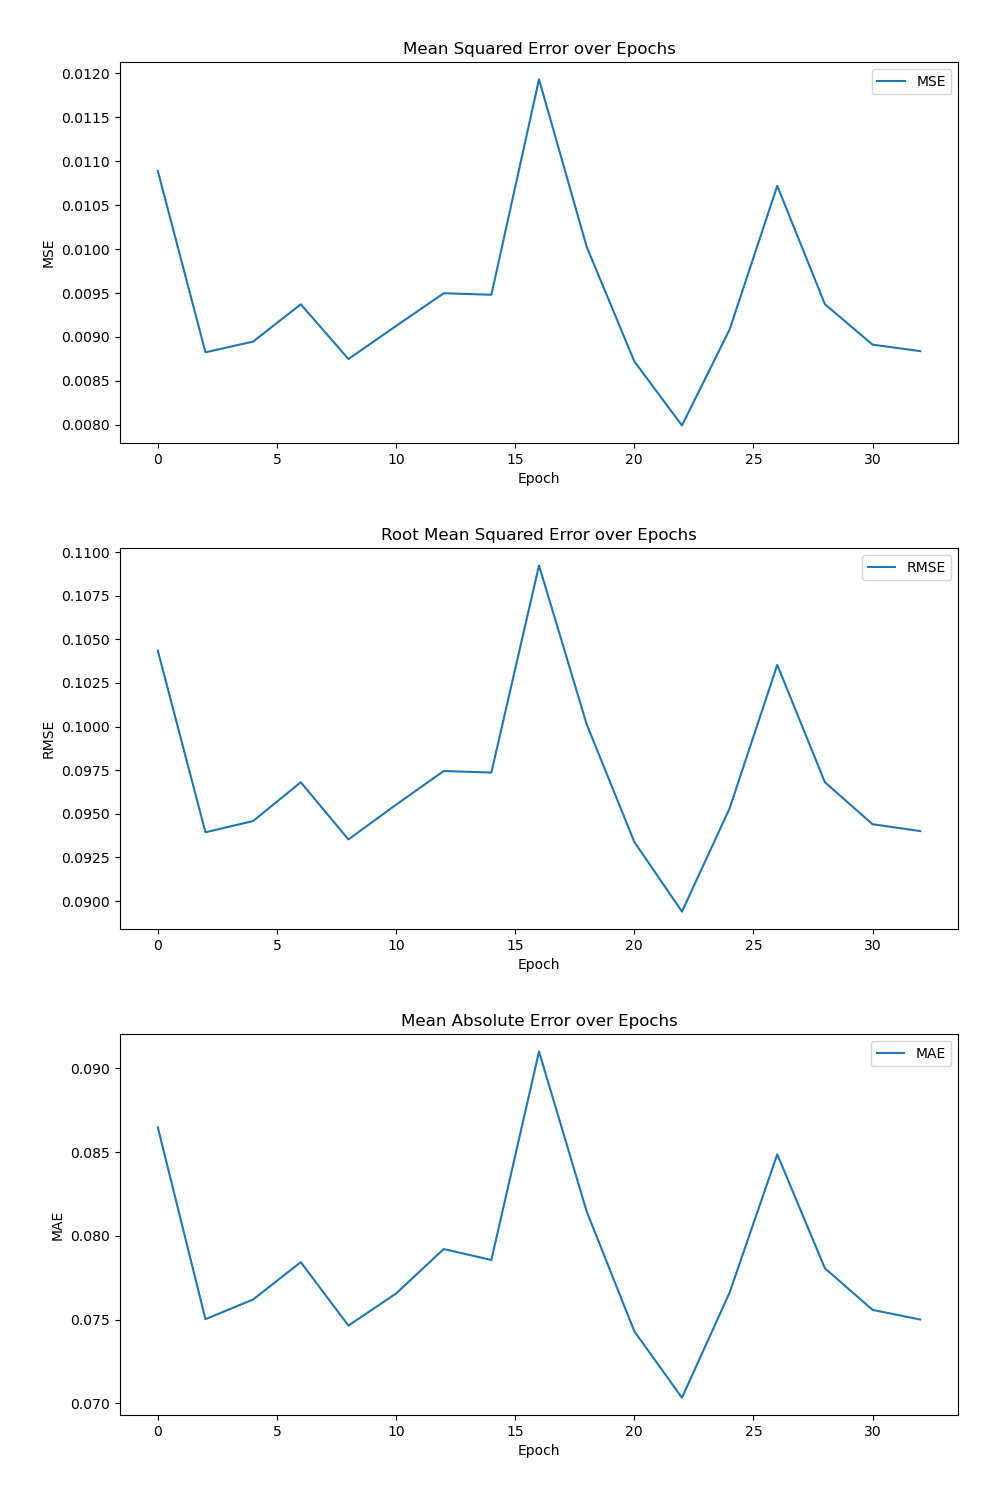 Mean Squared Error over Epochs
MSE
0.0120
0.0115
0.0110
0.0105
0.0100
0.0095
0.0090
0.0085
0.0080
MSE
0 5 10 15 20 25 30
Epoch
Root Mean Squared Error over Epochs
RMSE
0.1100
0.1075
0.1050
0.1025
0.1000
0.0975
0.0950
0.0925
0.0900
RMSE
0 5 10 15 20 25 30
Epoch
Mean Absolute Error over Epochs
MAE
0.090
0.085
0.080
0.075
0.070
MAE
0 5 10 15 20 25 30
Epoch